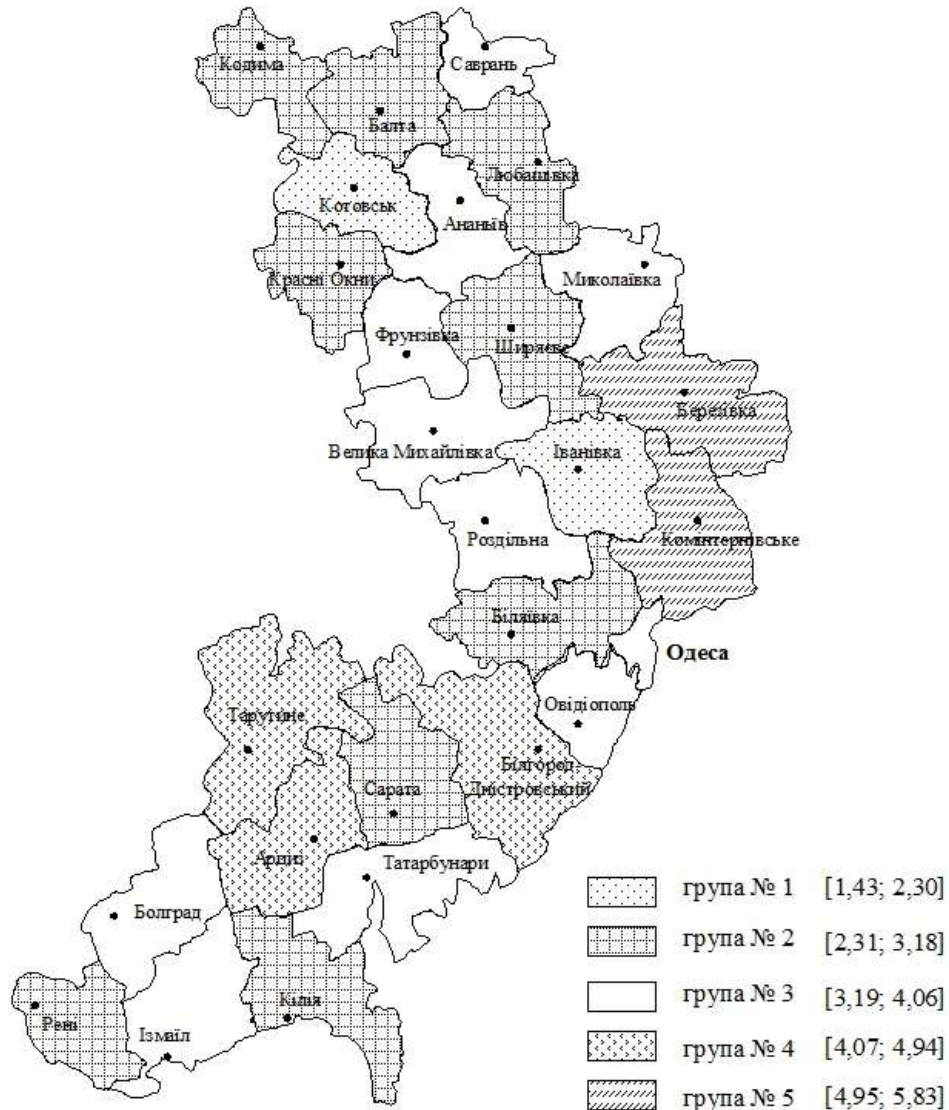 Кодима
Саврань
Балта
Любашівка
Котовськ
Ананьїв
Красні Окни
Миколаївка
Фрунзівка
Ширяєве
Березівка
Велика Михайлівка
Іванівка
Роздільна
Комінтернівське
Біляївка
Одеса
Овідіополь
Тарутине
Білгород-
Дністровський
Сарата
Арциз
Татарбунари
Болград
Кілія
Рені
Ізмаїл
група № 1 [1,43; 2,30]
група № 2 [2,31; 3,18]
група № 3 [3,19; 4,06]
група № 4 [4,07; 4,94]
група № 5 [4,95; 5,83]